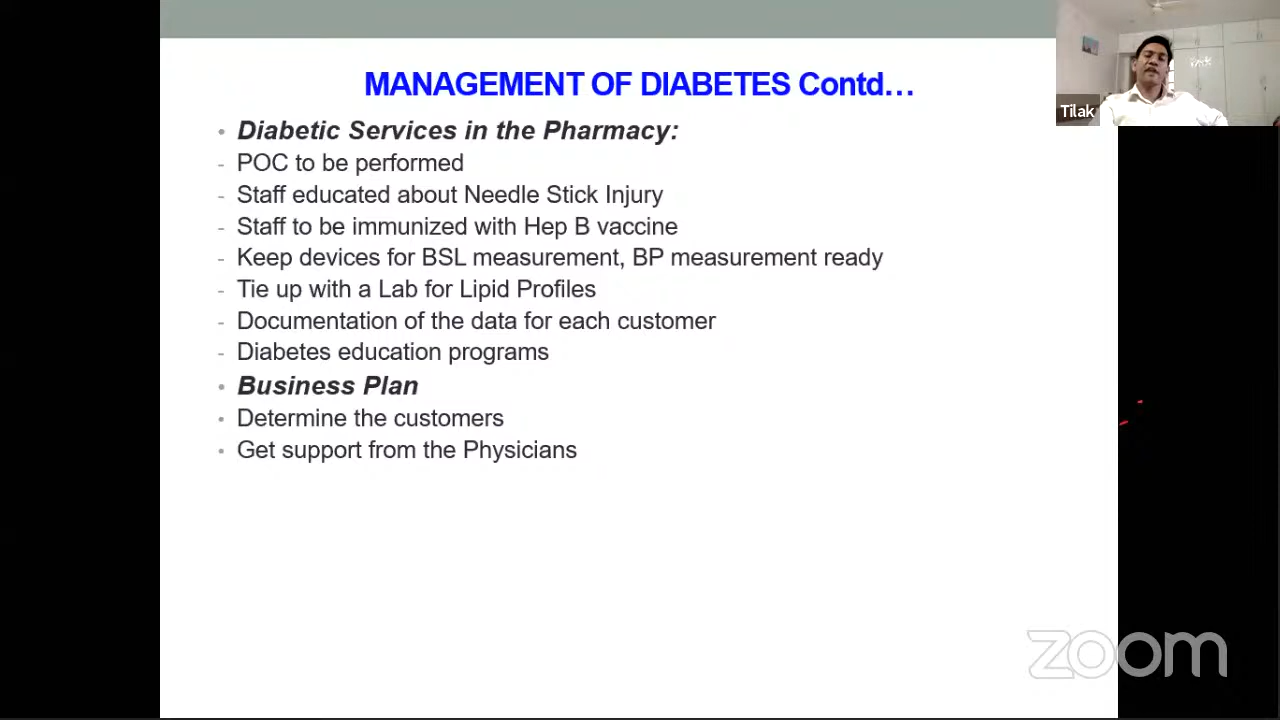 MANAGEMENT OF DIABETES Contd...
Tilak
• Diabetic Services in the Pharmacy:
- POC to be performed
- Staff educated about Needle Stick Injury
- Staff to be immunized with Hep B vaccine
- Keep devices for BSL measurement, BP measurement ready
- Tie up with a Lab for Lipid Profiles
- Documentation of the data for each customer
- Diabetes education programs
• Business Plan
• Determine the customers
• Get support from the Physicians
zoom